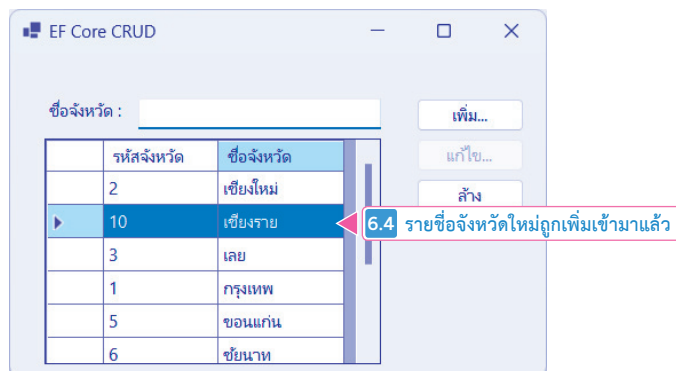 EF Core CRUD
ชื่อจังหวัด :
เพิ่ม...
รหัสจังหวัด ชื่อจังหวัด
แก้ไข...
2 เชียงใหม่
ล้าง
10 เชียงราย
6.4 รายชื่อจังหวัดใหม่ถูกเพิ่มเข้ามาแล้ว
3 เลย
1 กรุงเทพ
5 ขอนแก่น
6 ชัยนาท